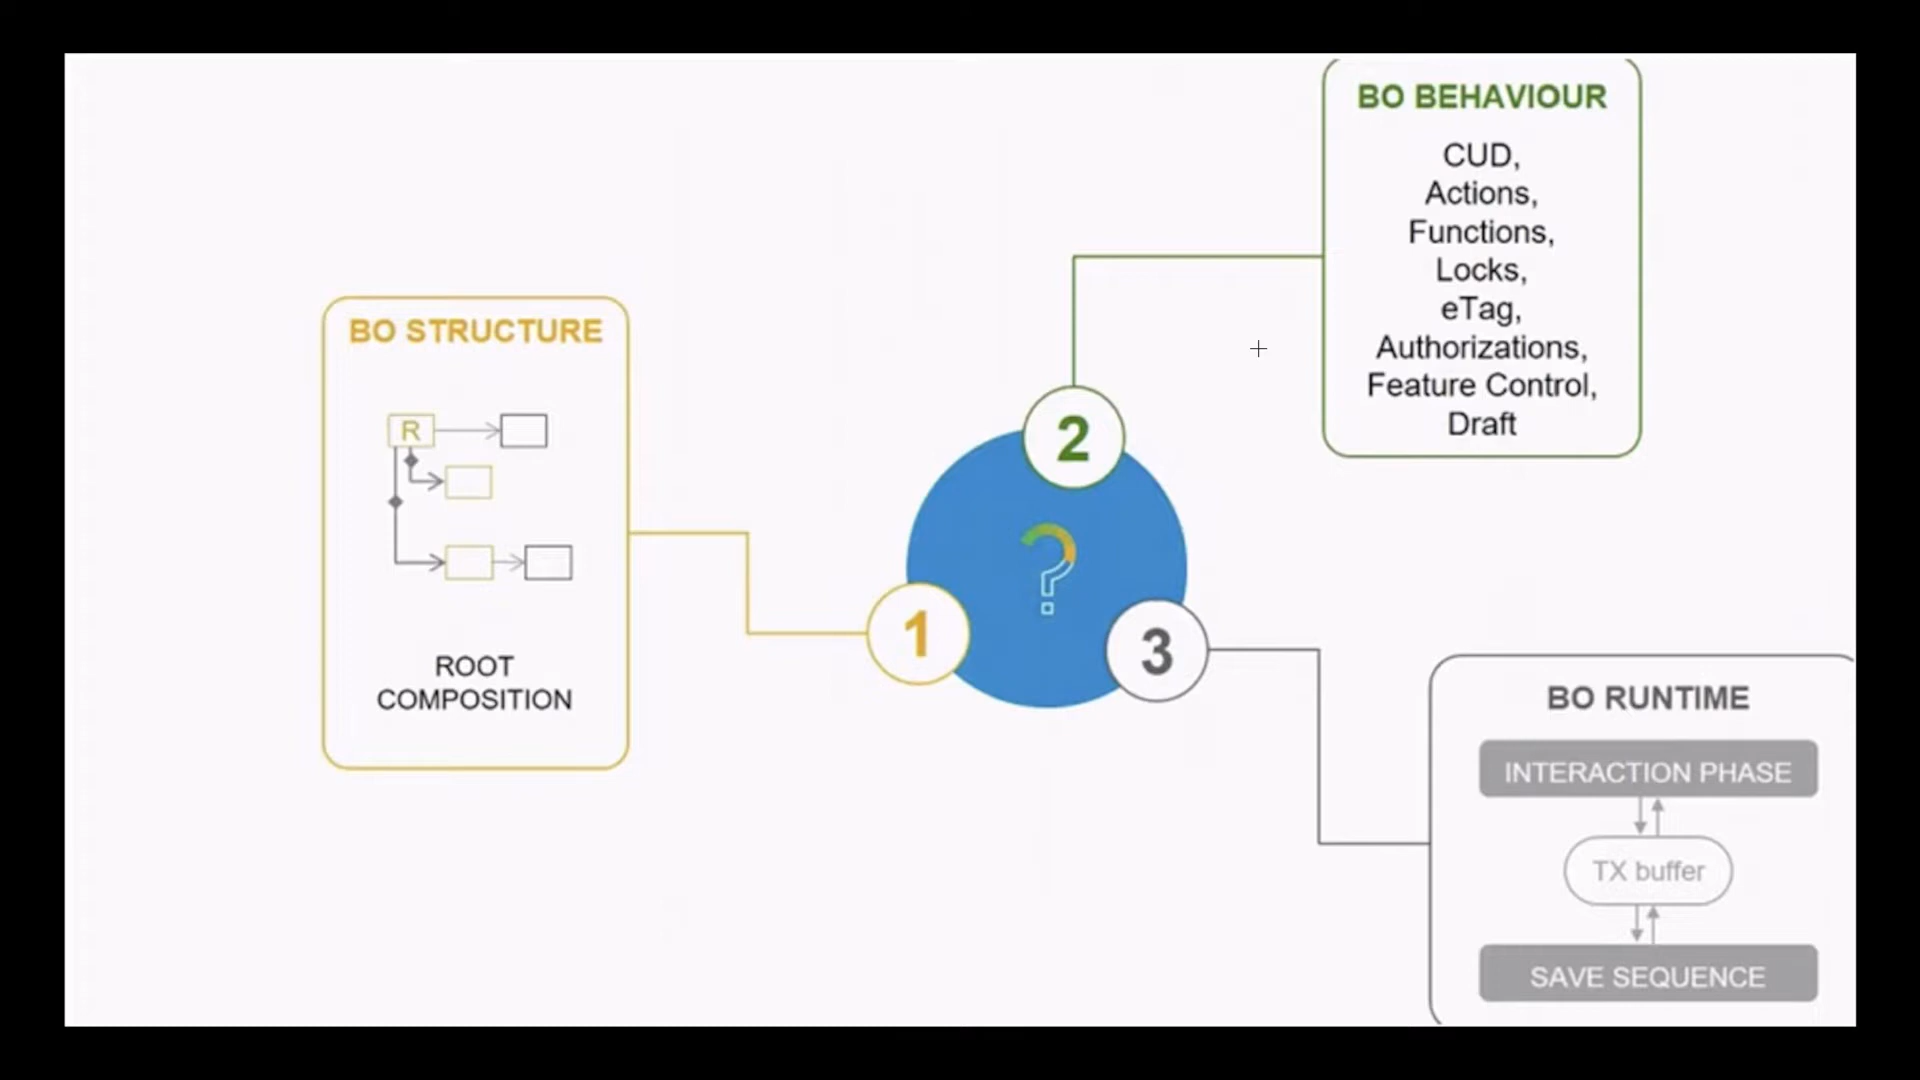 BO STRUCTURE
R
ROOT
COMPOSITION
1
2
?
3
BO BEHAVIOUR
CUD,
Actions,
Functions,
Locks,
eTag,
Authorizations,
Feature Control,
Draft
BO RUNTIME
INTERACTION PHASE
TX buffer
SAVE SEQUENCE